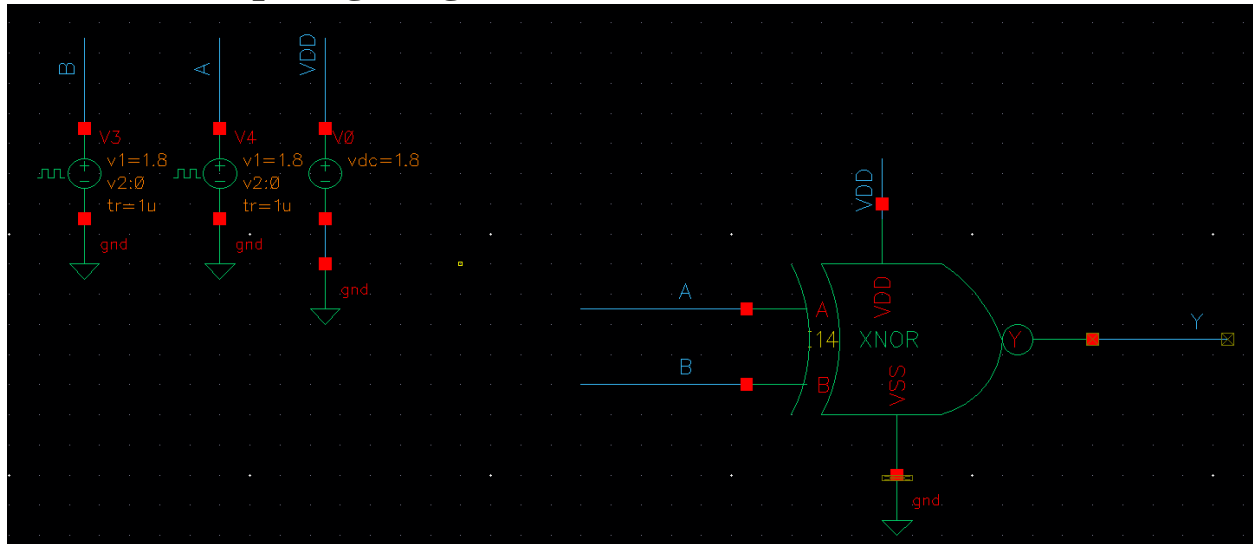 B
A
VDD
V3
V4
V0
v1=1.8
v1=1.8
vdc=1.8
v2:0
v2:0
tr=1u
tr=1u
gnd
gnd
gnd
VDD
A
A
VDD
Y
I14
XNOR
Y
B
B
VSS
gnd